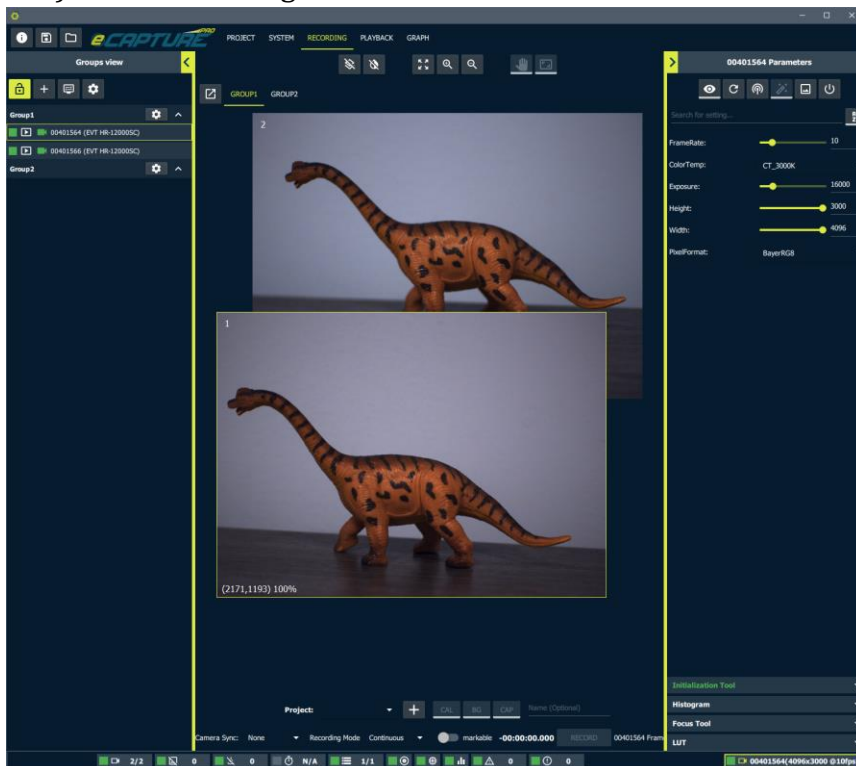 eCAPTURE PRO
PROJECT SYSTEM RECORDING PLAYBACK GRAPH
Groups view
00401564 Parameters
GROUP1 GROUP2
Search for setting...
Group1
00401564 (EVT HR-12000SC)
00401566 (EVT HR-12000SC)
Group2
FrameRate: 10
ColorTemp: CT_3000K
Exposure: 16000
Height: 3000
Width: 4096
PixelFormat: BayerRG8
2
1
(2171,1193) 100%
Initialization Tool
Histogram
Focus Tool
LUT
Project: CAL BG CAP Name (Optional)
Camera Sync: None Recording Mode Continuous markable -00:00:00.000 RECORD 00401564 Fram
2/2 0 0 N/A 1/1 0 0 00401564(4096x3000 @10fps